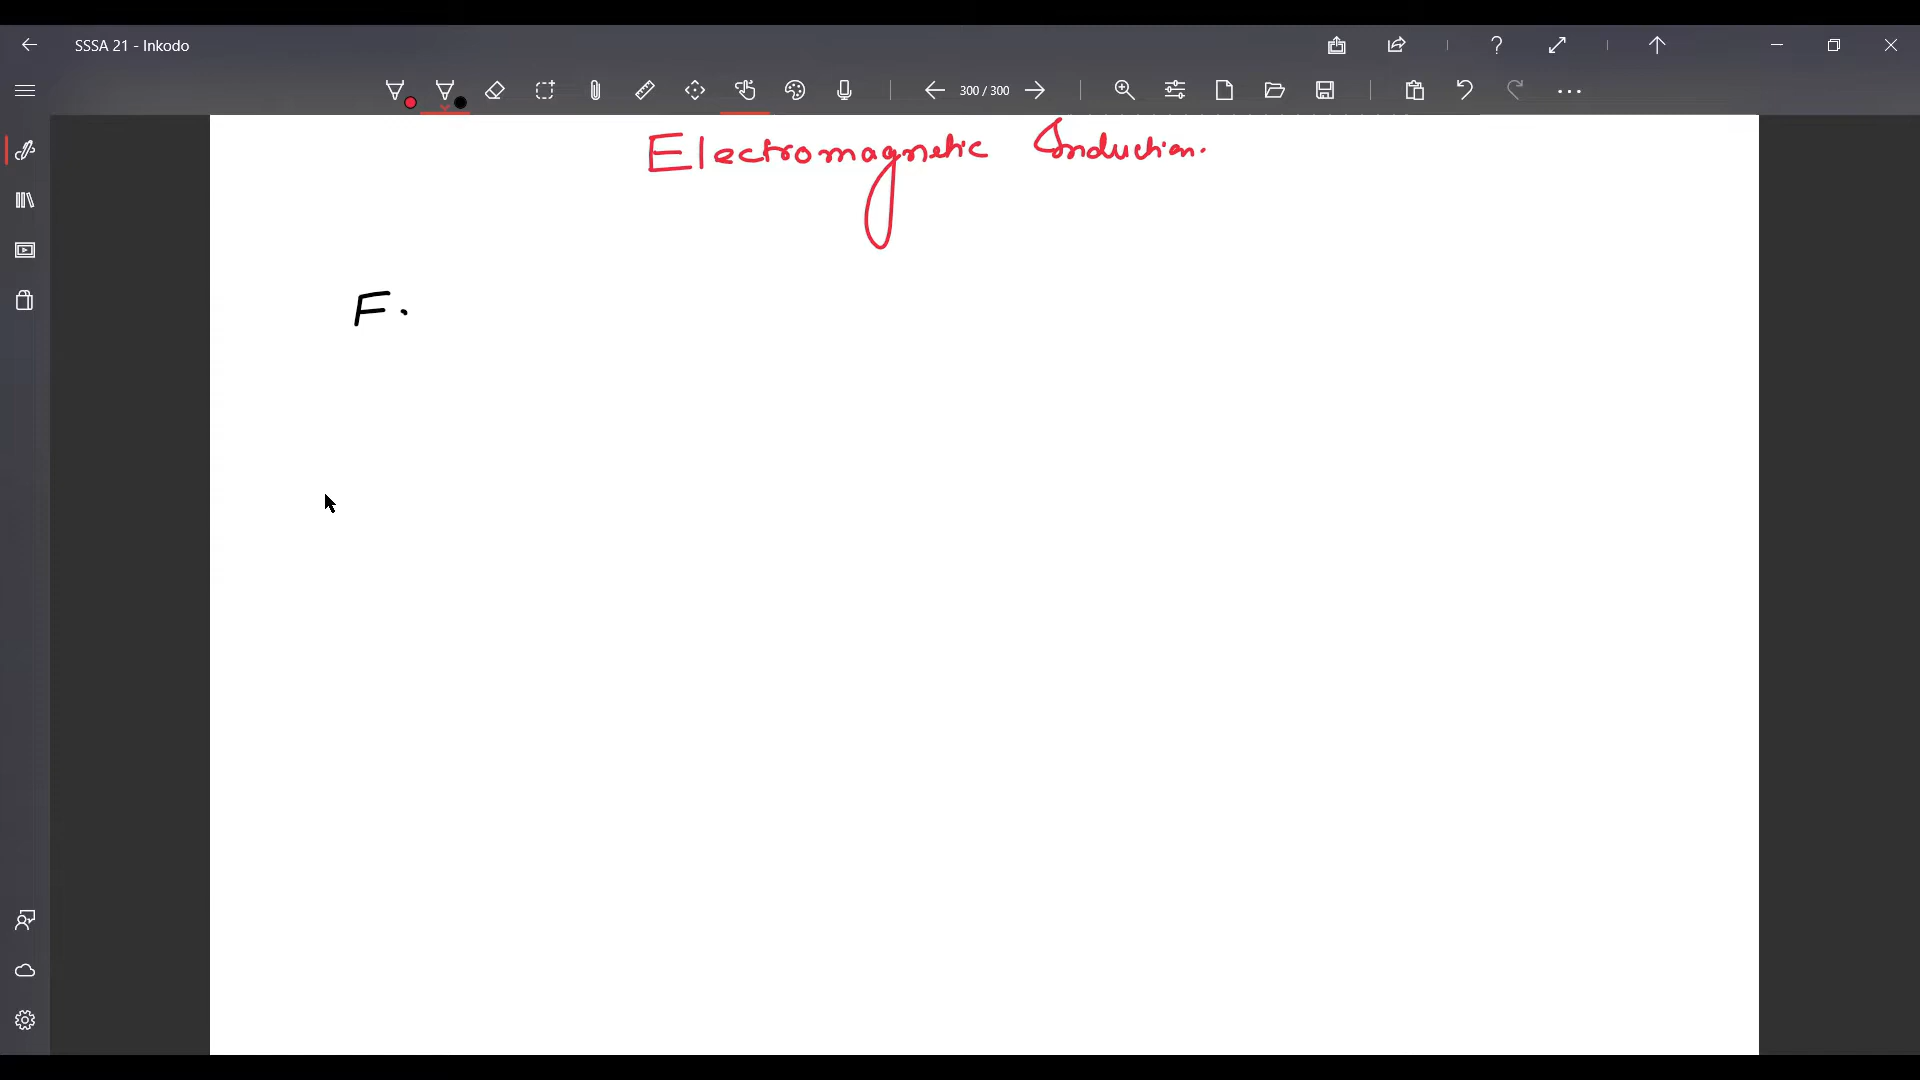 SSSA 21 - Inkodo
300 / 300
Electromagnetic Induction.
F.